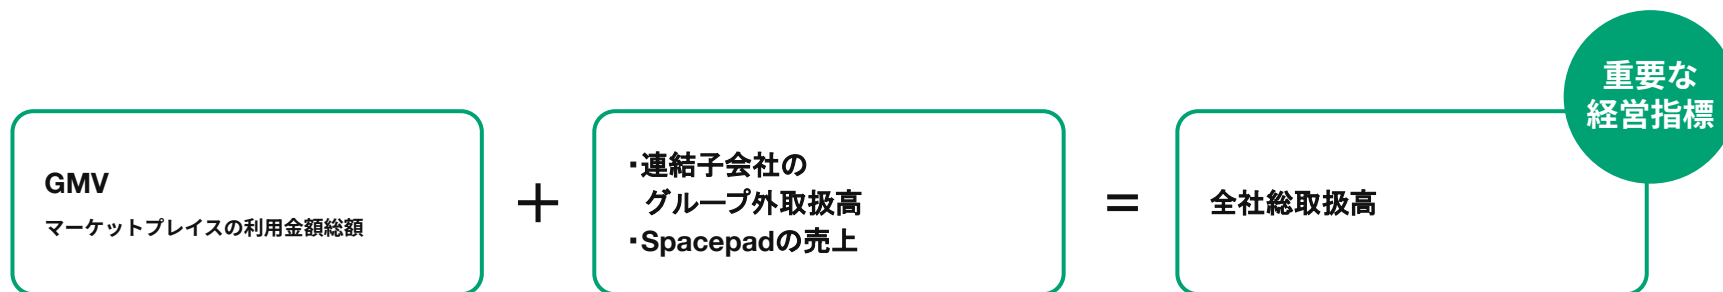 重要な
経営指標
GMV
マーケットプレイスの利用金額総額
＋
・連結子会社の
グループ外取扱高
・Spacepadの売上
＝
全社総取扱高